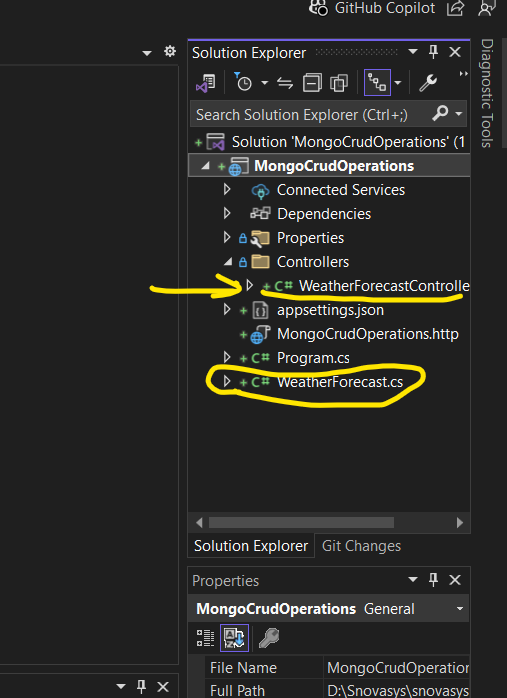 GitHub Copilot
Solution Explorer
Diagnostic Tools
Search Solution Explorer (Ctrl+;)
Solution 'MongoCrudOperations' (1
MongoCrudOperations
Connected Services
Dependencies
Properties
Controllers
C# WeatherForecastControlle
appsettings.json
MongoCrudOperations.http
C# Program.cs
C# WeatherForecast.cs
Solution Explorer Git Changes
Properties
MongoCrudOperations General
File Name MongoCrudOperation
Full Path D:\Snovasys\snovasys